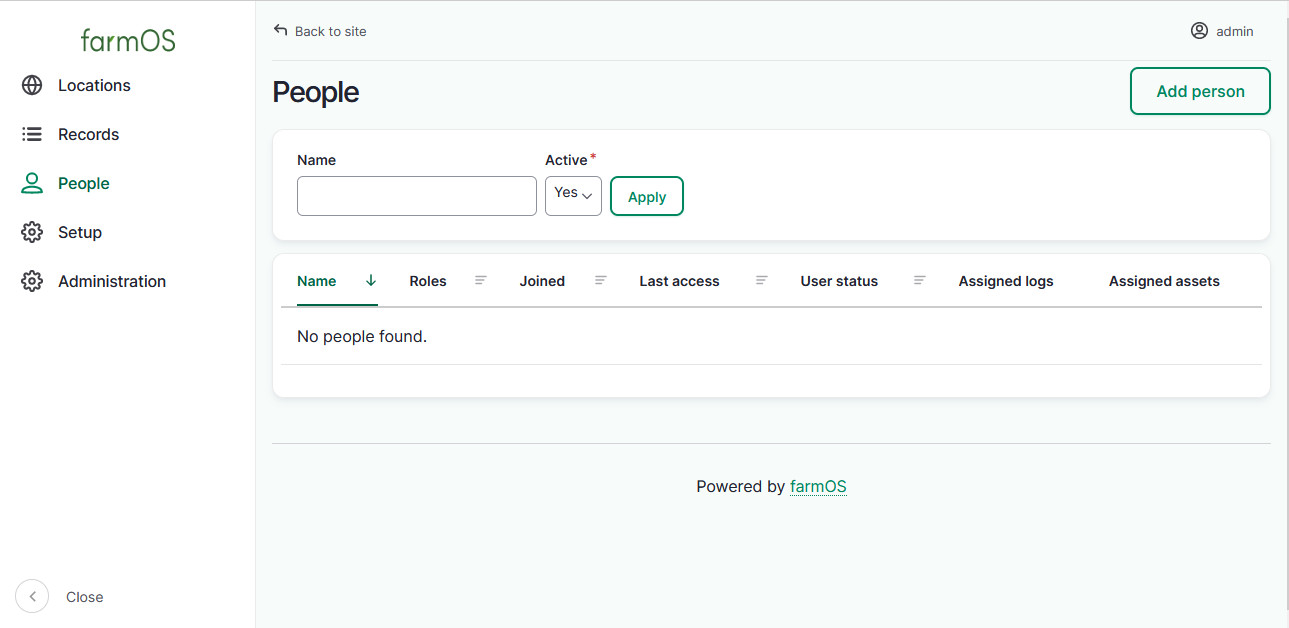 farmOS
Locations
Records
People
Setup
Administration
Close
Back to site
admin
People
Add person
Name
Active*
Yes
Apply
Name Roles Joined Last access User status Assigned logs Assigned assets
No people found.
Powered by farmOS